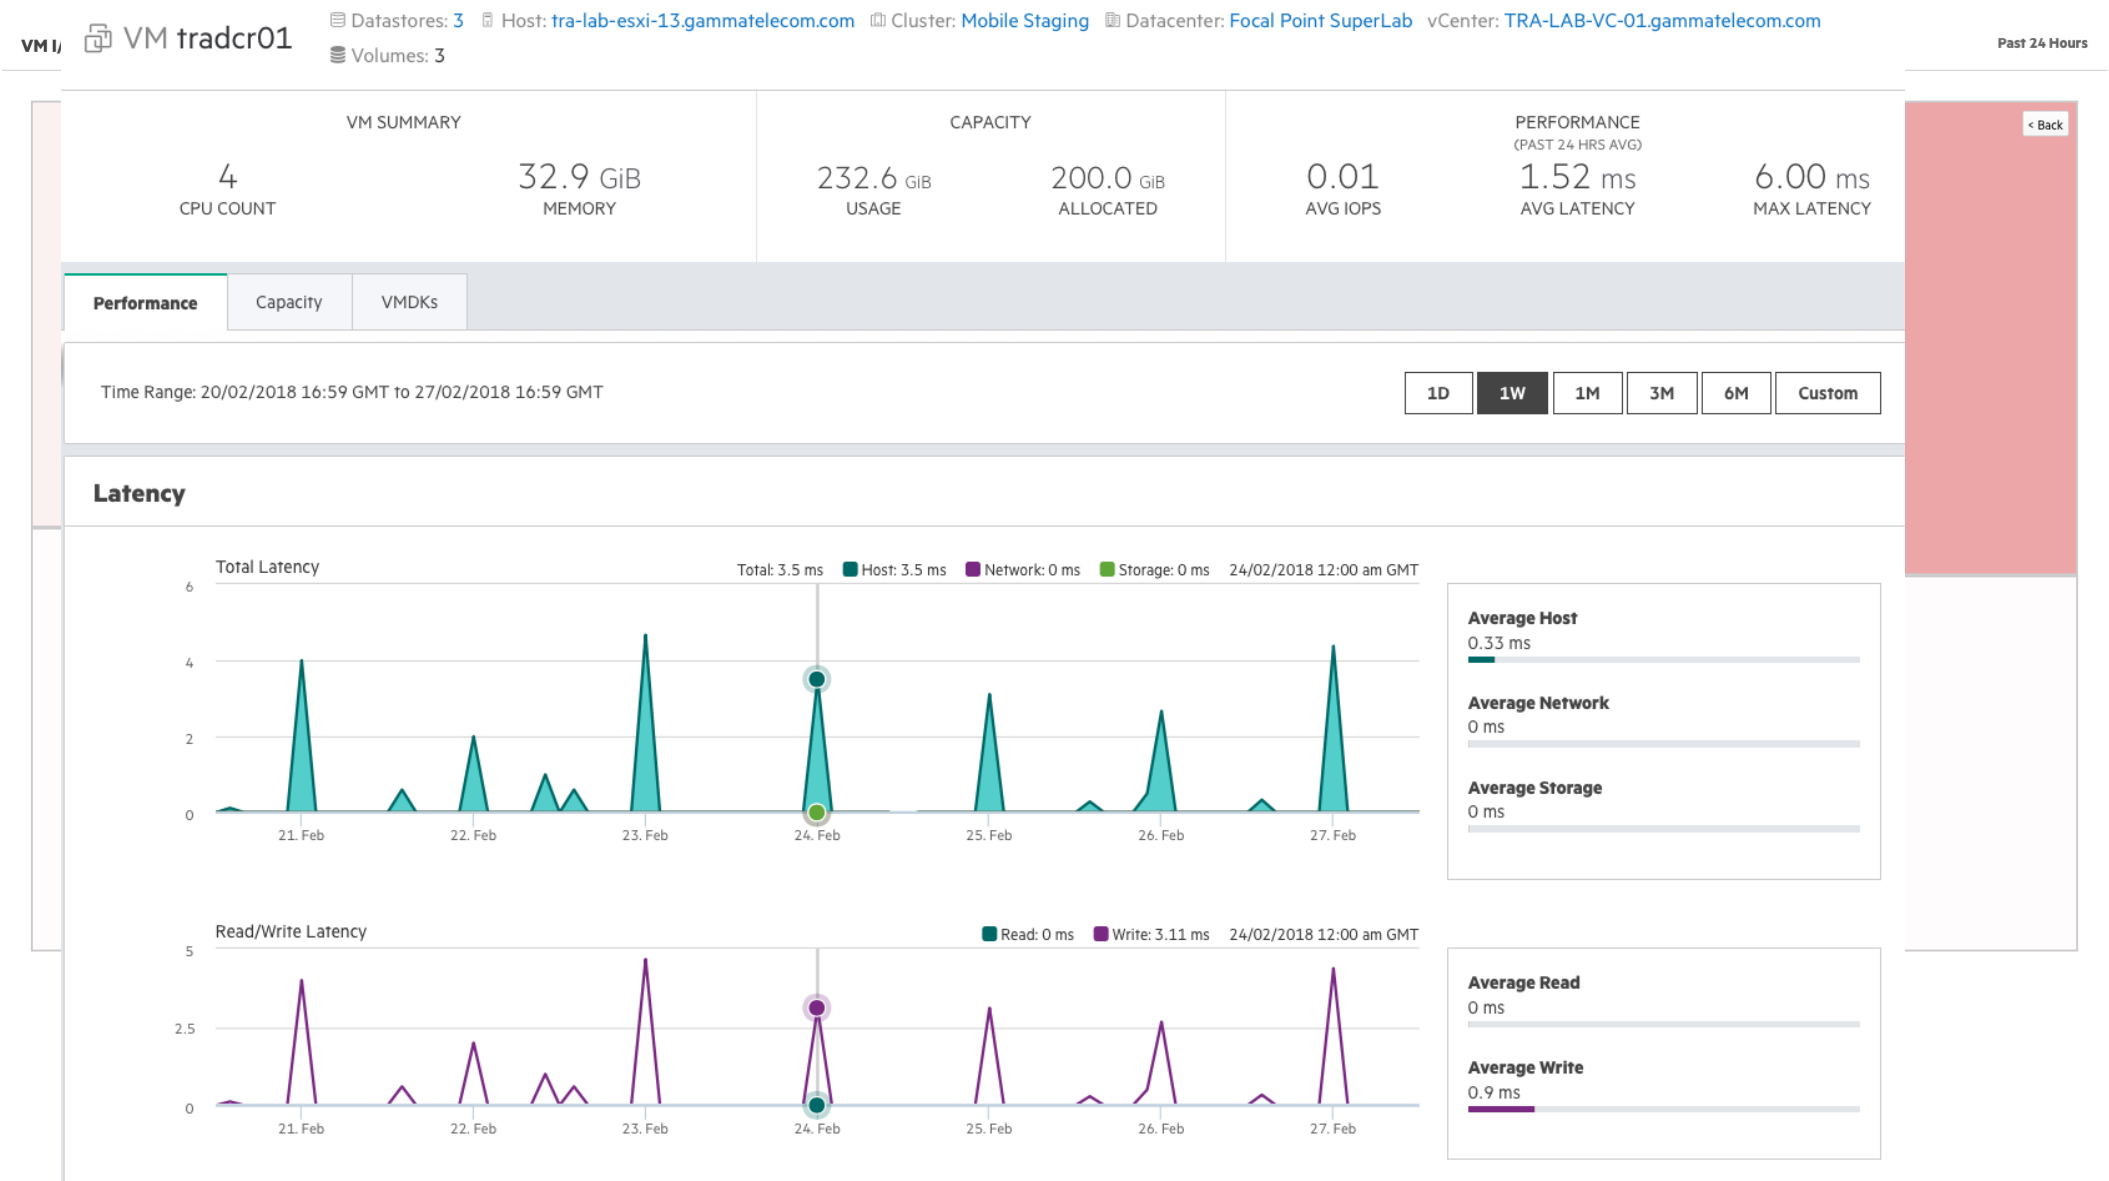 VM I/
VM tradcr01
Datastores: 3 Host: tra-lab-esxi-13.gammatelecom.com Cluster: Mobile Staging Datacenter: Focal Point SuperLab vCenter: TRA-LAB-VC-01.gammatelecom.com
Volumes: 3
Past 24 Hours
< Back
VM SUMMARY
4
CPU COUNT
32.9 GiB
MEMORY
CAPACITY
232.6 GiB
USAGE
200.0 GiB
ALLOCATED
PERFORMANCE
(PAST 24 HRS AVG)
0.01
AVG IOPS
1.52 ms
AVG LATENCY
6.00 ms
MAX LATENCY
Performance Capacity VMDKs
Time Range: 20/02/2018 16:59 GMT to 27/02/2018 16:59 GMT
1D 1W 1M 3M 6M Custom
Latency
Total Latency
Total: 3.5 ms Host: 3.5 ms Network: 0 ms Storage: 0 ms 24/02/2018 12:00 am GMT
6
4
2
0
21. Feb 22. Feb 23. Feb 24. Feb 25. Feb 26. Feb 27. Feb
Average Host
0.33 ms
Average Network
0 ms
Average Storage
0 ms
Read/Write Latency
Read: 0 ms Write: 3.11 ms 24/02/2018 12:00 am GMT
5
2.5
0
21. Feb 22. Feb 23. Feb 24. Feb 25. Feb 26. Feb 27. Feb
Average Read
0 ms
Average Write
0.9 ms